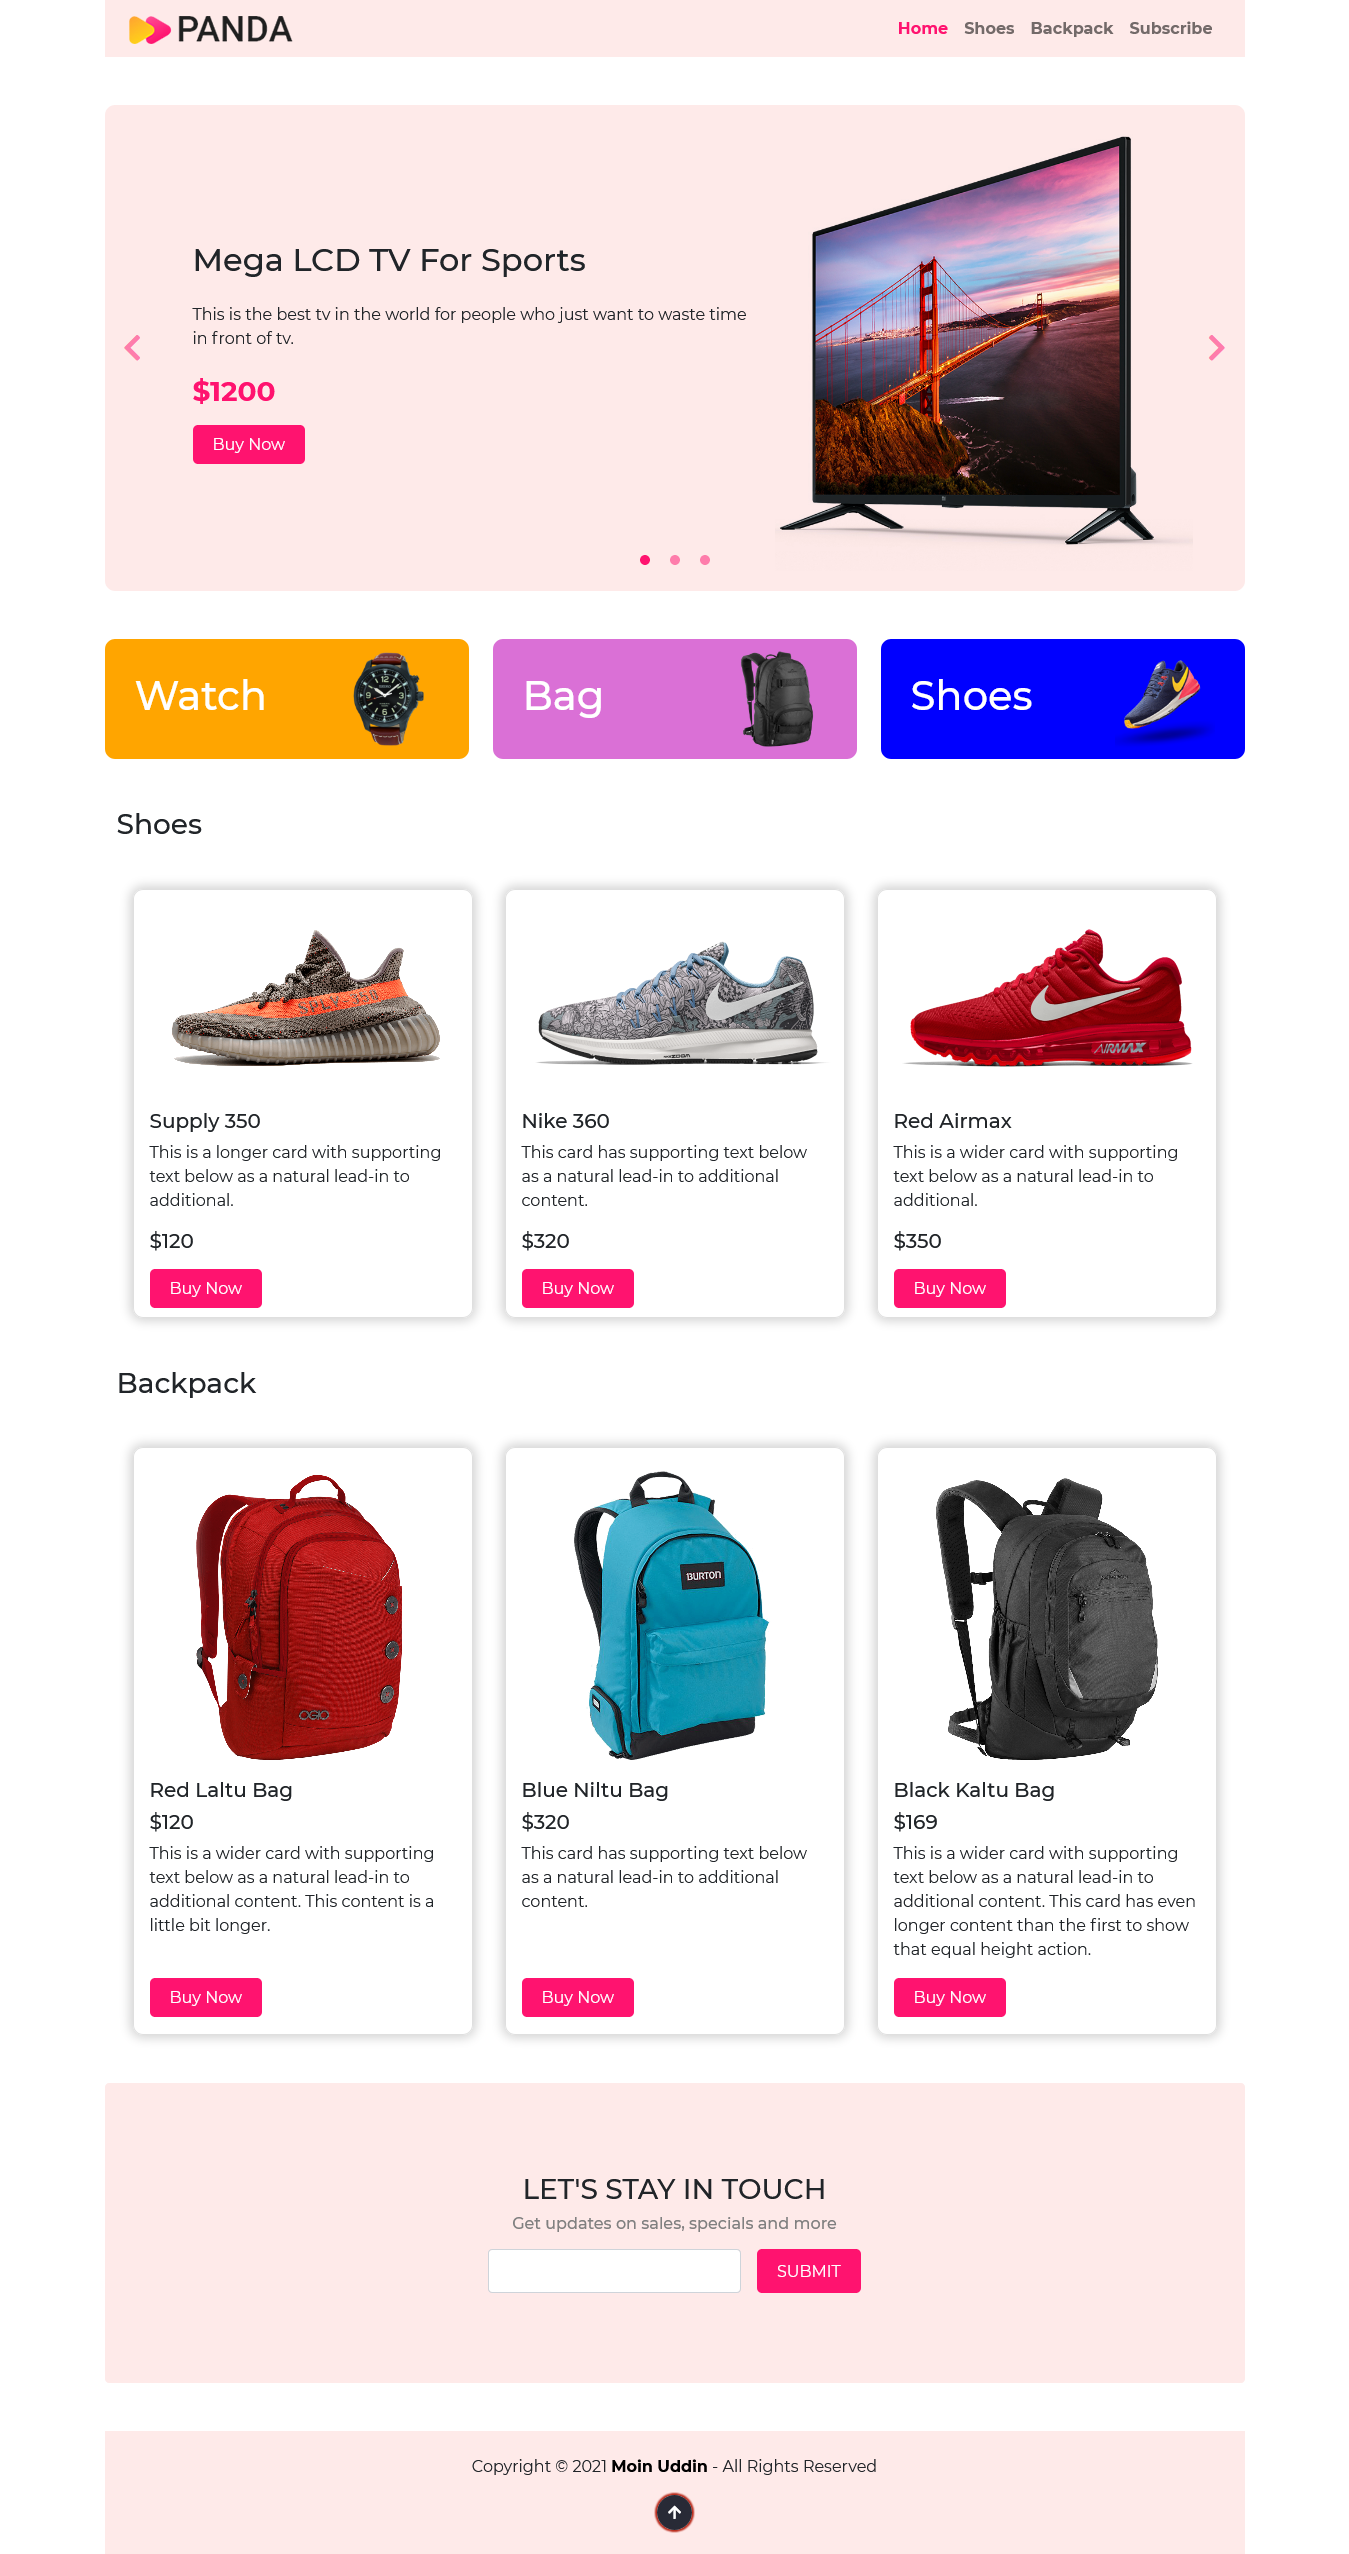 PANDA
Home Shoes Backpack Subscribe
Mega LCD TV For Sports
This is the best tv in the world for people who just want to waste time
in front of tv.
$1200
Buy Now
Watch
Bag
Shoes
Shoes
SPLY 350
ZOOM
AIRMAX
Supply 350
This is a longer card with supporting
text below as a natural lead-in to
additional.
$120
Buy Now
Nike 360
This card has supporting text below
as a natural lead-in to additional
content.
$320
Buy Now
Red Airmax
This is a wider card with supporting
text below as a natural lead-in to
additional.
$350
Buy Now
Backpack
OGIO
BURTON
Red Laltu Bag
$120
This is a wider card with supporting
text below as a natural lead-in to
additional content. This content is a
little bit longer.
Buy Now
Blue Niltu Bag
$320
This card has supporting text below
as a natural lead-in to additional
content.
Buy Now
Black Kaltu Bag
$169
This is a wider card with supporting
text below as a natural lead-in to
additional content. This card has even
longer content than the first to show
that equal height action.
Buy Now
LET'S STAY IN TOUCH
Get updates on sales, specials and more
SUBMIT
Copyright © 2021 Moin Uddin - All Rights Reserved